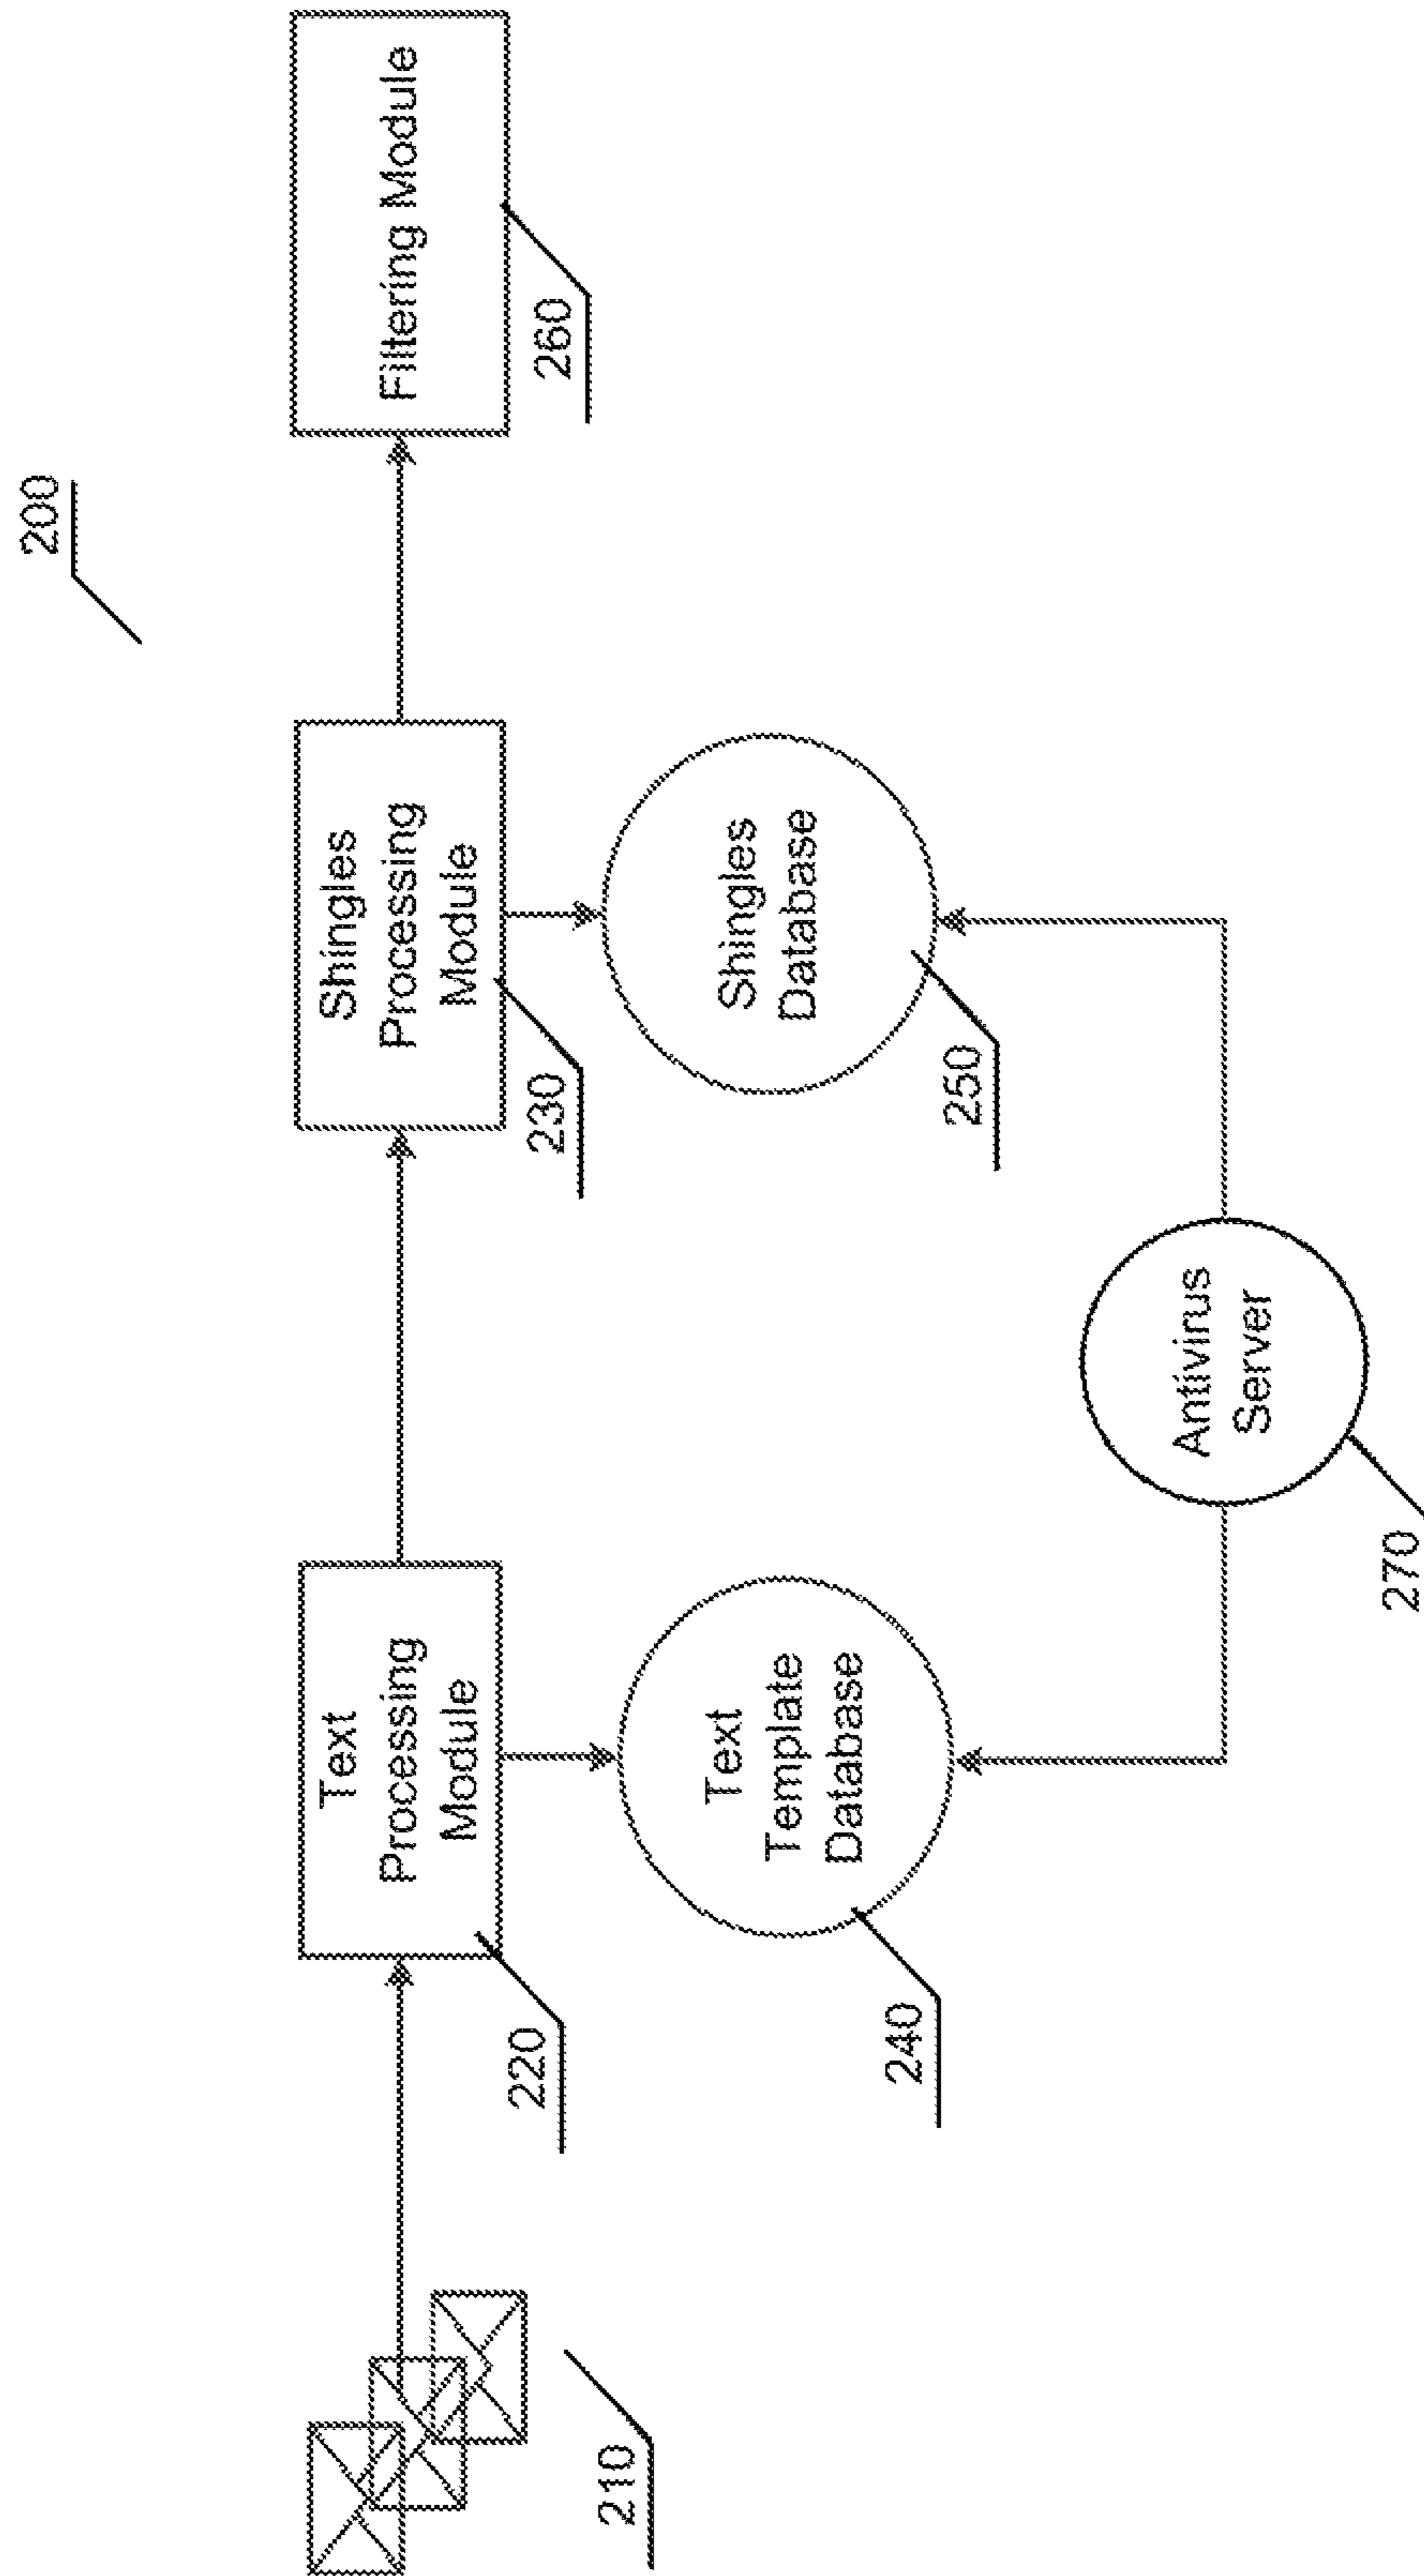 200
Text
Processing
Module
Shingles
Processing
Module
Filtering Module
210
220
230
260
Text
Template
Database
Shingles
Database
240
250
Antivirus
Server
270